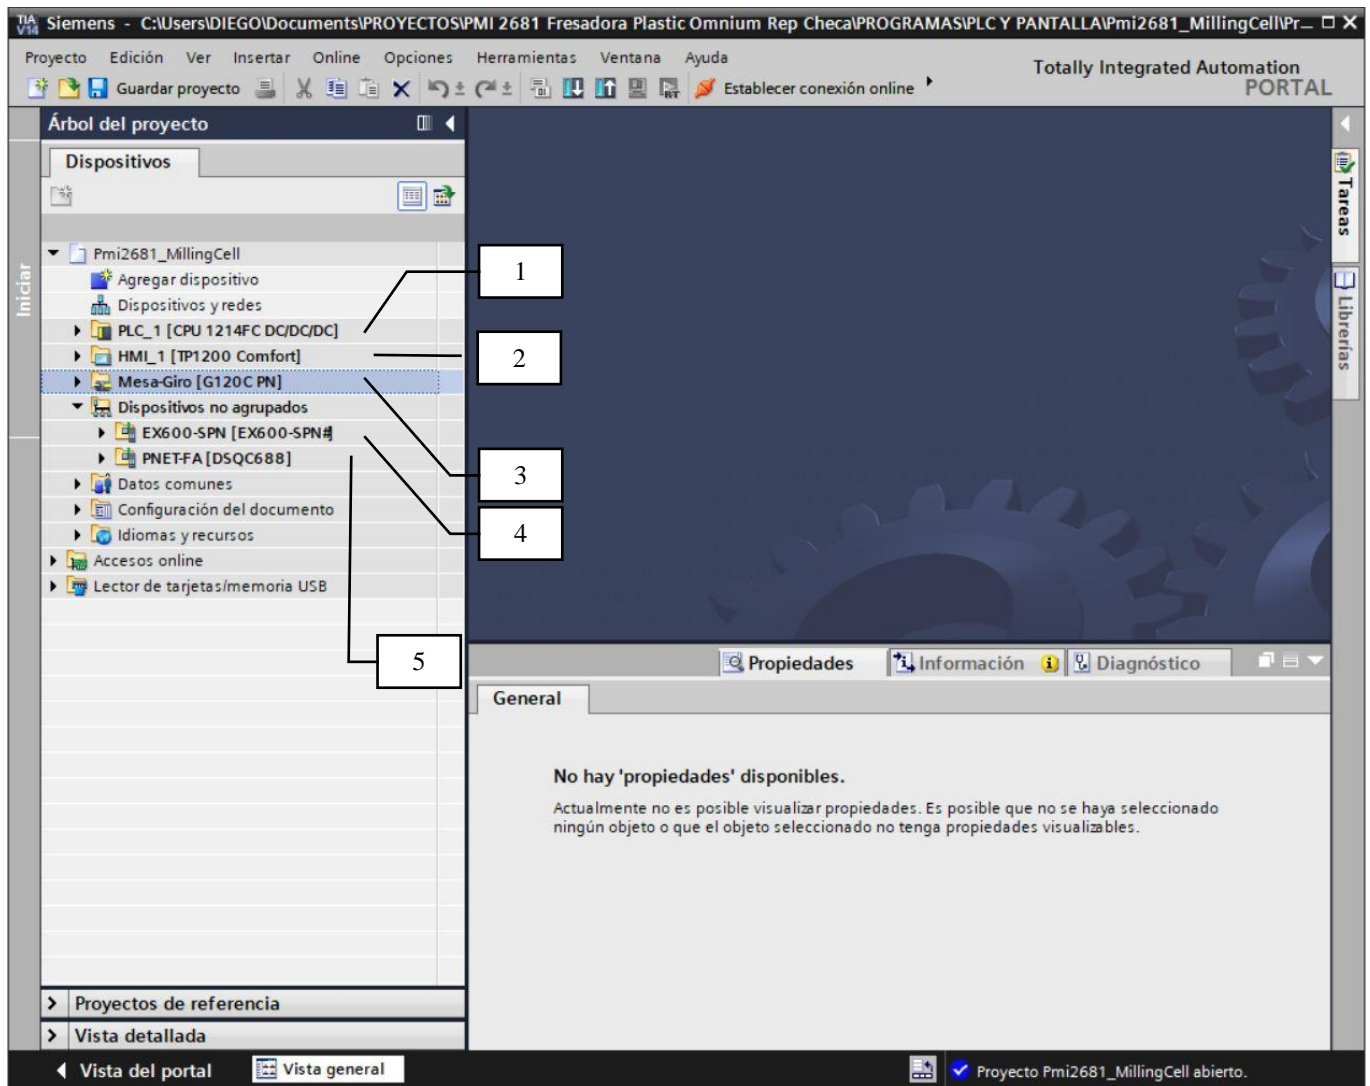 TIA V14 Siemens - C:\Users\DIEGO\Documents\PROYECTOS\PMI 2681 Fresadora Plastic Omnium Rep Checa\PROGRAMAS\PLC Y PANTALLA\Pmi2681_MillingCell\Pr...
Proyecto Edición Ver Insertar Online Opciones Herramientas Ventana Ayuda
Totally Integrated Automation
PORTAL
Guardar proyecto Establecer conexión online
Árbol del proyecto
Dispositivos
Pmi2681_MillingCell
Agregar dispositivo
Dispositivos y redes
PLC_1 [CPU 1214FC DC/DC/DC]
HMI_1 [TP1200 Comfort]
Mesa-Giro [G120C PN]
Dispositivos no agrupados
EX600-SPN [EX600-SPN#]
PNET-FA [DSQC688]
Datos comunes
Configuración del documento
Idiomas y recursos
Accesos online
Lector de tarjetas/memoria USB
1
2
3
4
5
Iniciar
Tareas
Librerías
Propiedades Información Diagnóstico
General
No hay 'propiedades' disponibles.
Actualmente no es posible visualizar propiedades. Es posible que no se haya seleccionado
ningún objeto o que el objeto seleccionado no tenga propiedades visualizables.
Proyectos de referencia
Vista detallada
Vista del portal Vista general Proyecto Pmi2681_MillingCell abierto.